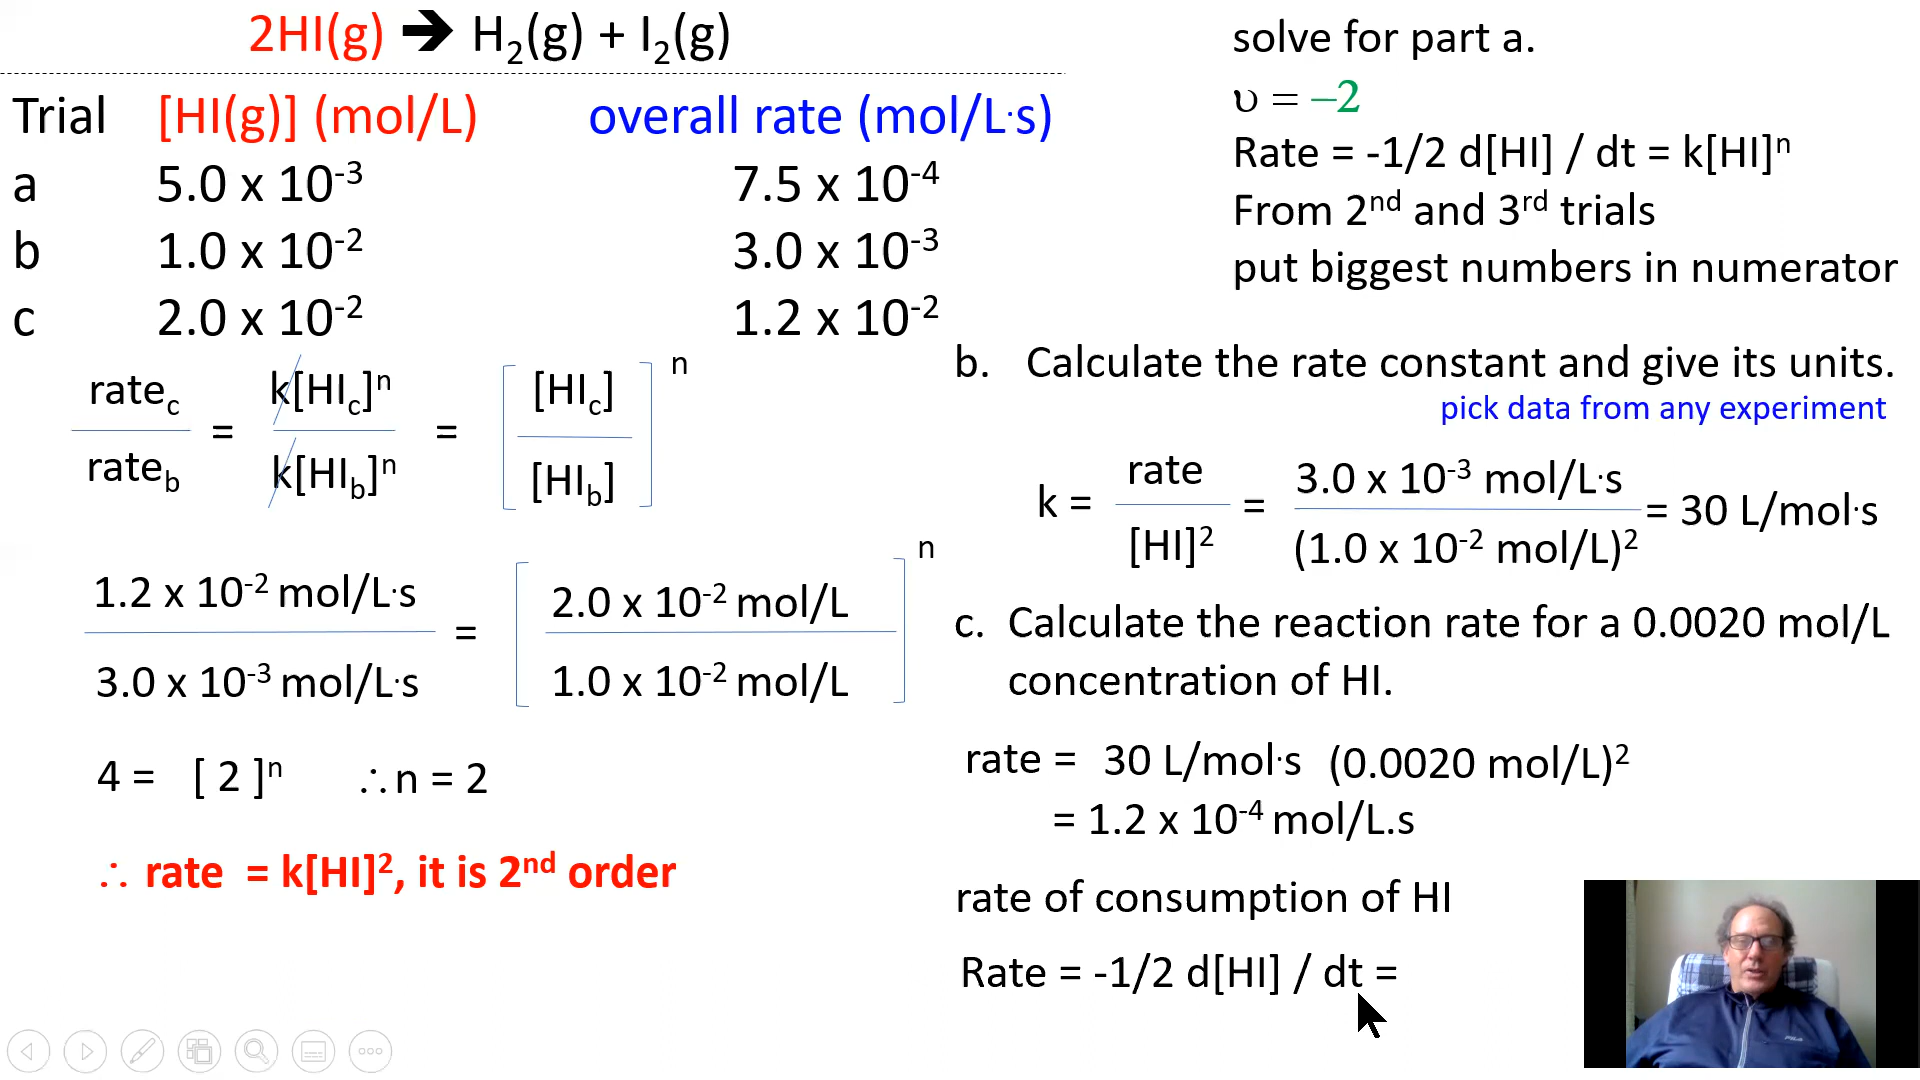 2HI(g) 🡺 H₂(g) + I₂(g)
Trial [HI(g)] (mol/L) overall rate (mol/L·s)
a 5.0 x 10⁻³ 7.5 x 10⁻⁴
b 1.0 x 10⁻² 3.0 x 10⁻³
c 2.0 x 10⁻² 1.2 x 10⁻²
rate_c / rate_b = k[HI_c]ⁿ / k[HI_b]ⁿ = [ [HI_c] / [HI_b] ]ⁿ
1.2 x 10⁻² mol/L·s / 3.0 x 10⁻³ mol/L·s = [ 2.0 x 10⁻² mol/L / 1.0 x 10⁻² mol/L ]ⁿ
4 = [ 2 ]ⁿ ∴n = 2
∴ rate = k[HI]², it is 2ⁿᵈ order
solve for part a.
υ = –2
Rate = -1/2 d[HI] / dt = k[HI]ⁿ
From 2ⁿᵈ and 3ʳᵈ trials
put biggest numbers in numerator
b. Calculate the rate constant and give its units.
pick data from any experiment
k = rate / [HI]² = 3.0 x 10⁻³ mol/L·s / (1.0 x 10⁻² mol/L)² = 30 L/mol·s
c. Calculate the reaction rate for a 0.0020 mol/L
concentration of HI.
rate = 30 L/mol·s (0.0020 mol/L)²
= 1.2 x 10⁻⁴ mol/L.s
rate of consumption of HI
Rate = -1/2 d[HI] / dt =